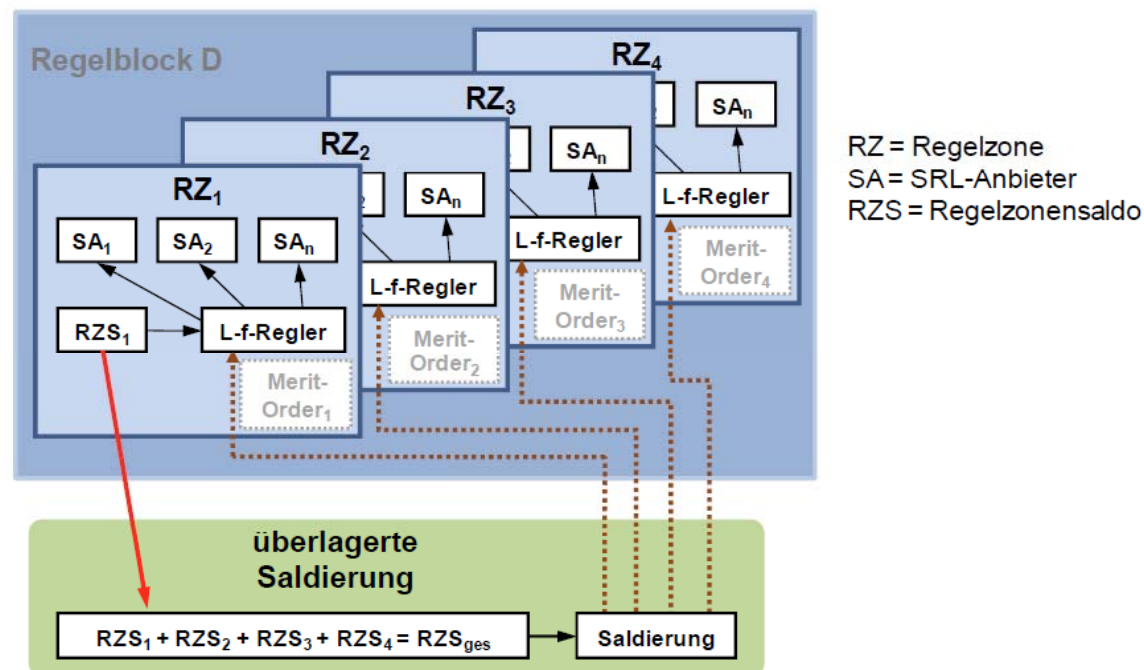 Regelblock D
RZ₄
SAₙ
L-f-Regler
Merit-
Order₄
RZ₃
SAₙ
L-f-Regler
Merit-
Order₃
RZ₂
SAₙ
L-f-Regler
Merit-
Order₂
RZ₁
SA₁
SA₂
SAₙ
RZS₁
L-f-Regler
Merit-
Order₁
RZ = Regelzone
SA = SRL-Anbieter
RZS = Regelzonensaldo
überlagerte
Saldierung
RZS₁ + RZS₂ + RZS₃ + RZS₄ = RZS₉ₑₛ
Saldierung